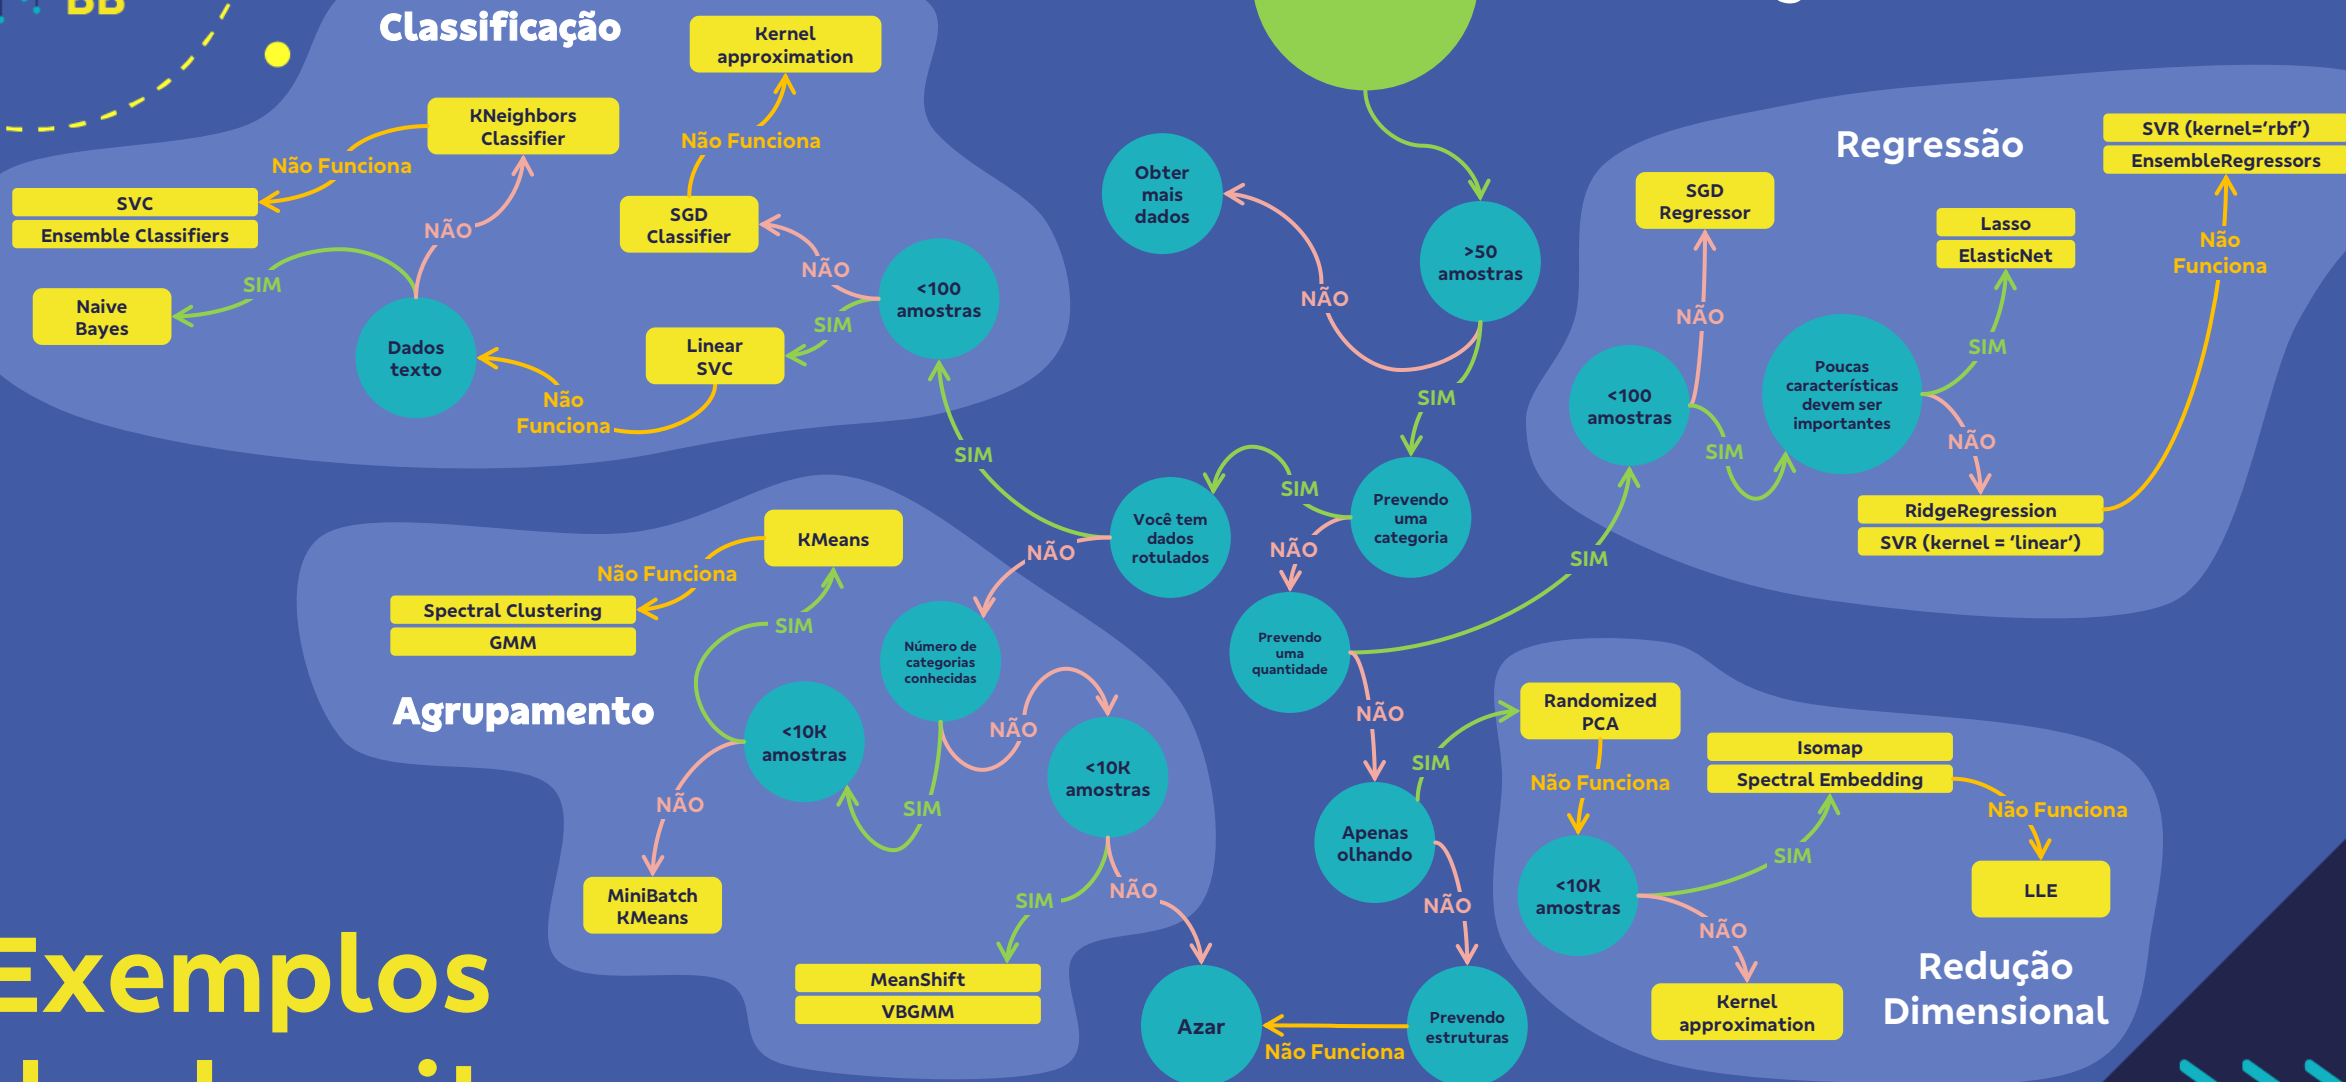 BB
Classificação
Kernel
approximation
Não Funciona
KNeighbors
Classifier
Não Funciona
SVC
Ensemble Classifiers
NÃO
SGD
Classifier
NÃO
<100
amostras
SIM
Naive
Bayes
SIM
Dados
texto
Linear
SVC
Não
Funciona
SIM
Obter
mais
dados
>50
amostras
NÃO
SIM
Prevendo
uma
categoria
SIM
NÃO
Você tem
dados
rotulados
NÃO
Prevendo
uma
quantidade
SIM
NÃO
Regressão
SVR (kernel=‘rbf’)
EnsembleRegressors
SGD
Regressor
Lasso
ElasticNet
Não
Funciona
NÃO
SIM
<100
amostras
SIM
Poucas
características
devem ser
importantes
NÃO
RidgeRegression
SVR (kernel = ‘linear’)
KMeans
Não Funciona
Spectral Clustering
GMM
SIM
Número de
categorias
conhecidas
Agrupamento
<10K
amostras
NÃO
SIM
<10K
amostras
NÃO
MiniBatch
KMeans
SIM
NÃO
MeanShift
VBGMM
Azar
Não Funciona
Prevendo
estruturas
Apenas
olhando
SIM
NÃO
Randomized
PCA
Não Funciona
Isomap
Spectral Embedding
Não Funciona
LLE
<10K
amostras
SIM
NÃO
Kernel
approximation
Redução
Dimensional
Exemplos